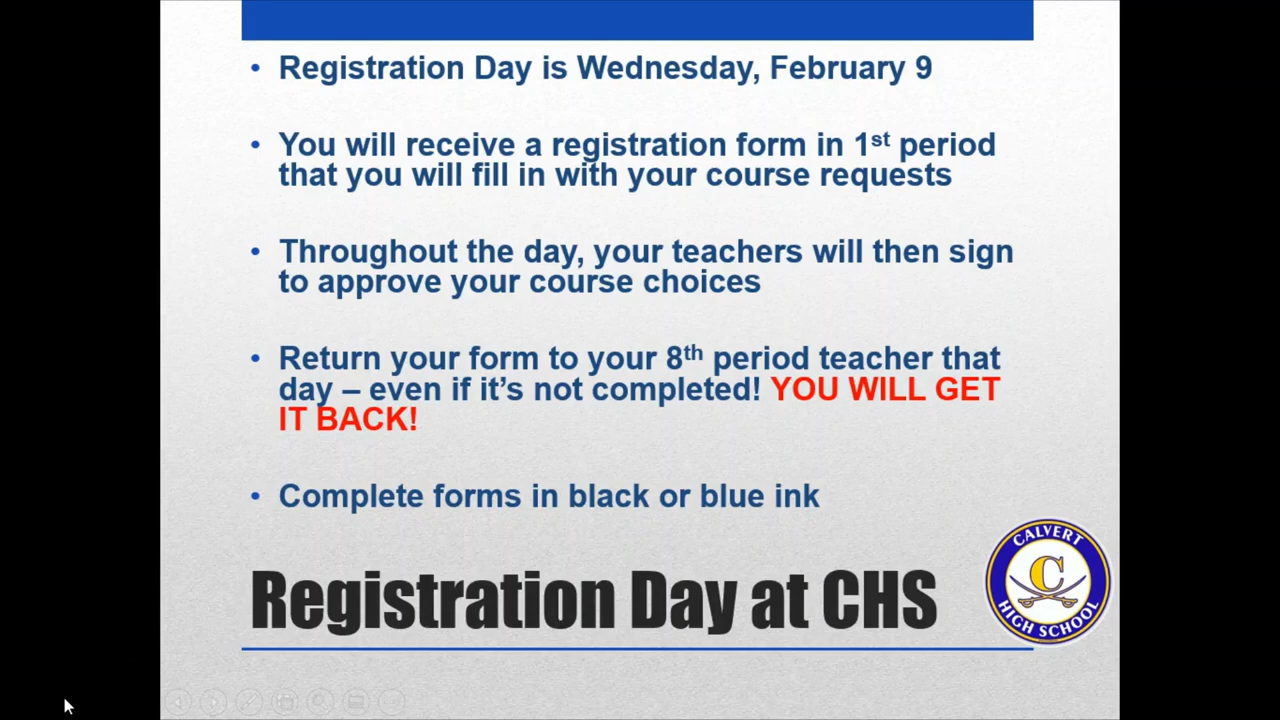 • Registration Day is Wednesday, February 9
• You will receive a registration form in 1st period
that you will fill in with your course requests
• Throughout the day, your teachers will then sign
to approve your course choices
• Return your form to your 8th period teacher that
day – even if it's not completed! YOU WILL GET
IT BACK!
• Complete forms in black or blue ink
Registration Day at CHS
CALVERT
C
HIGH SCHOOL